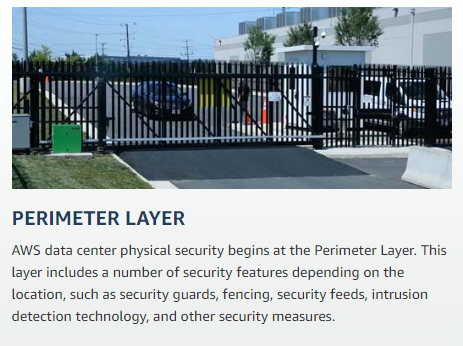 PERIMETER LAYER
AWS data center physical security begins at the Perimeter Layer. This
layer includes a number of security features depending on the
location, such as security guards, fencing, security feeds, intrusion
detection technology, and other security measures.